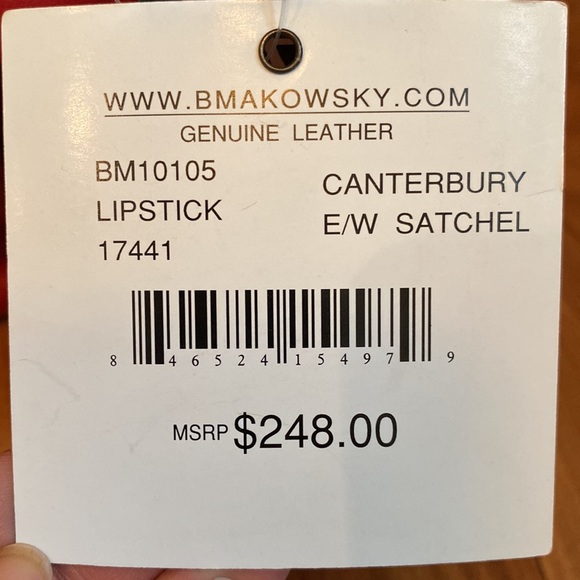 WWW.BMAKOWSKY.COM
GENUINE LEATHER
BM10105
LIPSTICK
17441
CANTERBURY
E/W SATCHEL
8 46524 15497 9
MSRP $248.00